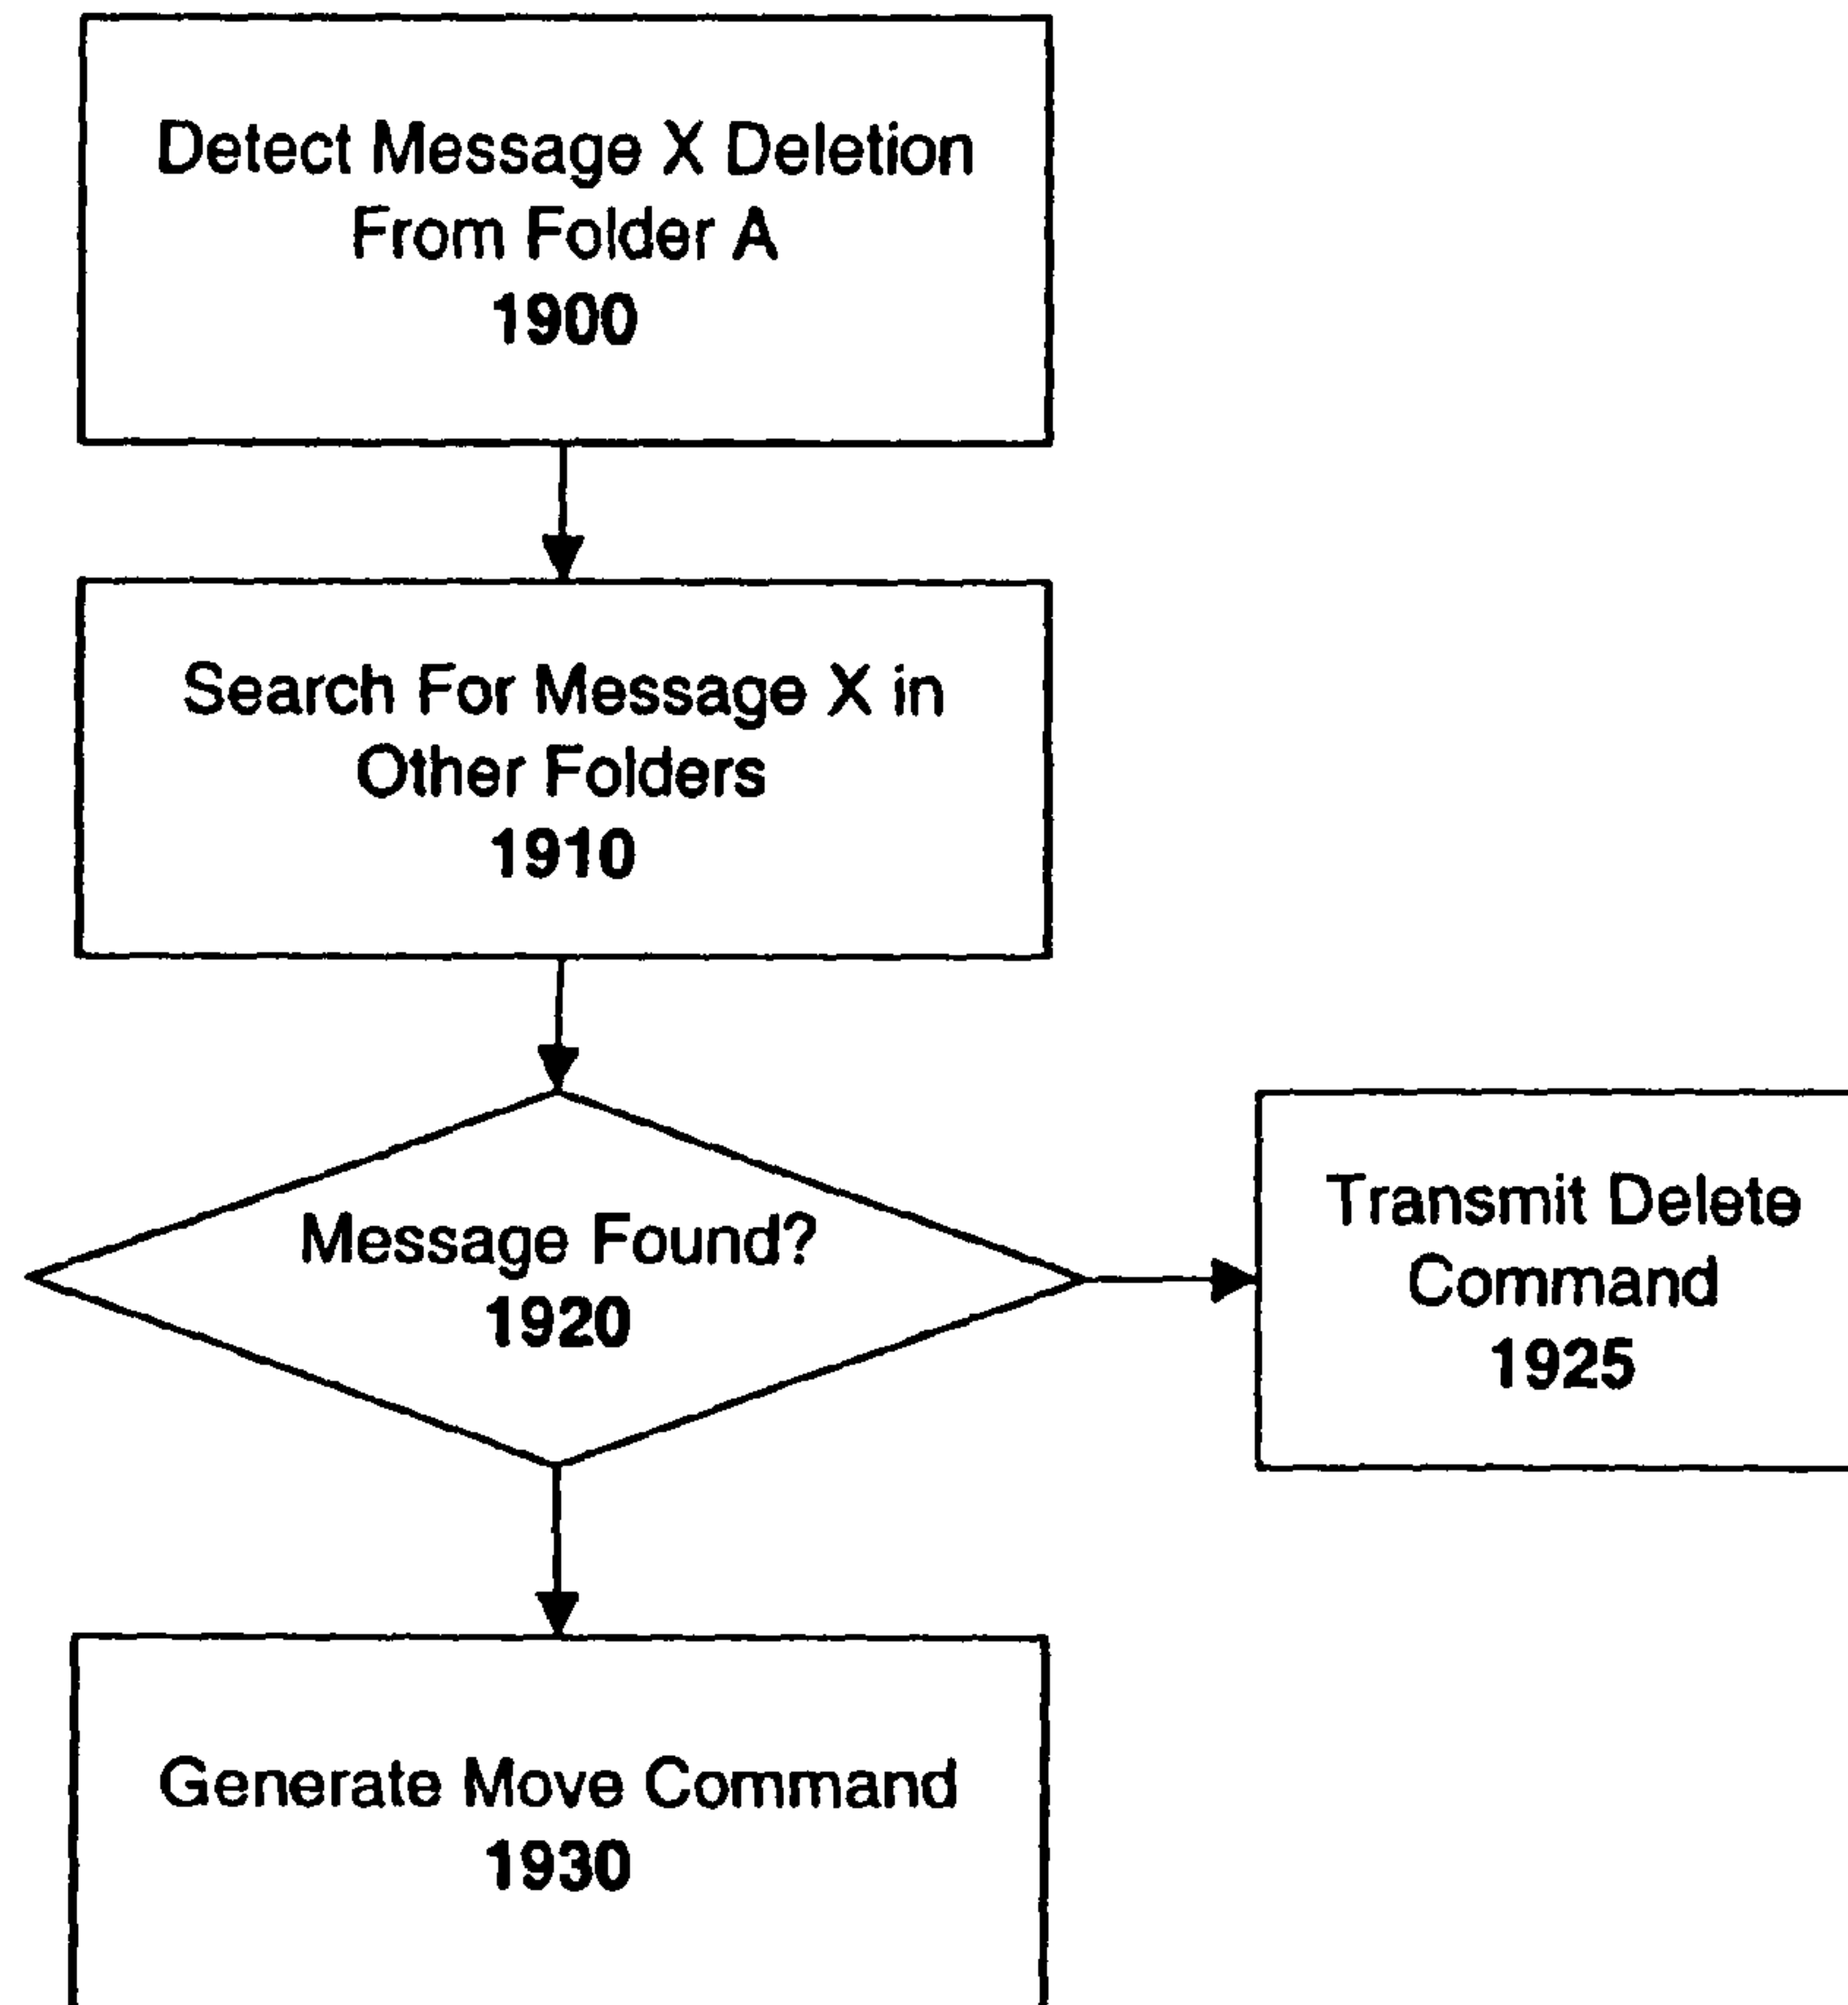 Detect Message X Deletion
From Folder A
1900
Search For Message X in
Other Folders
1910
Message Found?
1920
Transmit Delete
Command
1925
Generate Move Command
1930